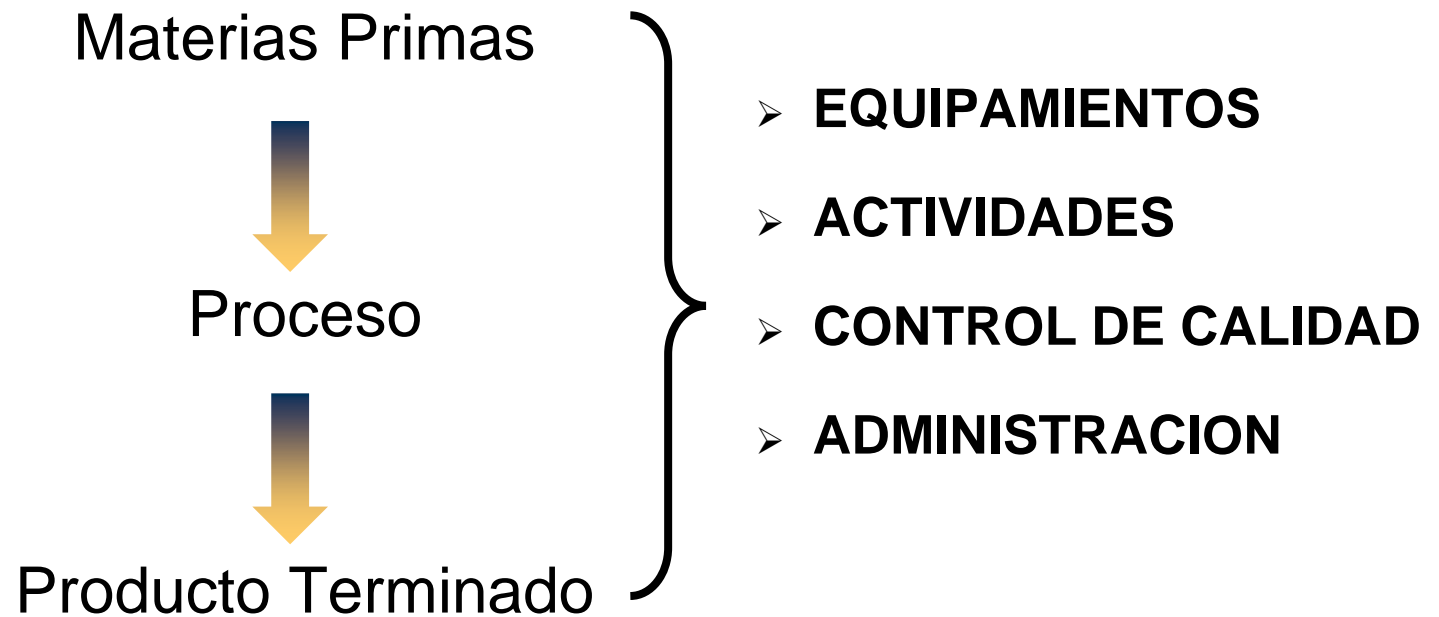 Materias Primas
Proceso
Producto Terminado
➢ EQUIPAMIENTOS
➢ ACTIVIDADES
➢ CONTROL DE CALIDAD
➢ ADMINISTRACION